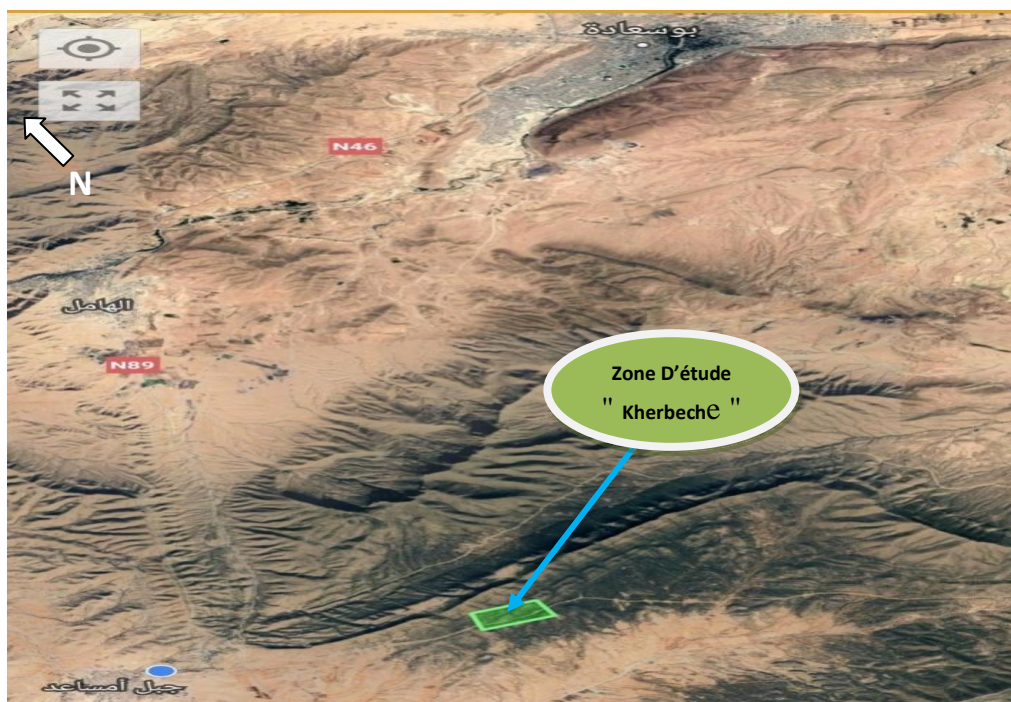 بوسعادة
N46
N
الهامل
N89
Zone D’étude
" Kherbeche "
جبل أمساعد